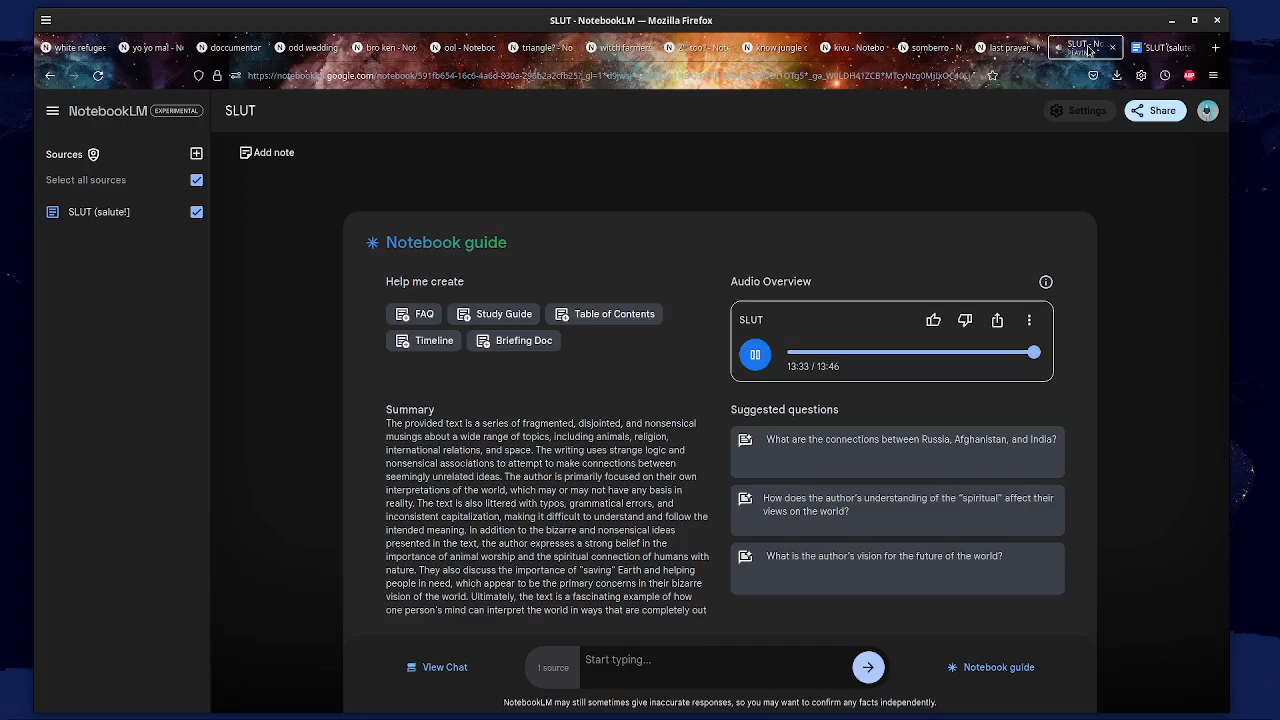 SLUT - NotebookLM — Mozilla Firefox
white refuge
yo yo ma! - 
doccumentar
odd wedding
bro ken - Not
ool - Noteboc
triangle? - No
witch farmers
know jungle c
kivu - Notebo
somberro - N
last prayer - 
SLUT - No
PLAYING
"SLUT (salute
ABP
NotebookLM
EXPERIMENTAL
SLUT
Settings
Share
Sources
Select all sources
SLUT (salute!]
Add note
Notebook guide
Help me create
FAQ
Study Guide
Table of Contents
Timeline
Briefing Doc
Audio Overview
SLUT
13:33 / 13:46
Summary
The provided text is a series of fragmented, disjointed, and nonsensical
musings about a wide range of topics, including animals, religion,
international relations, and space. The writing uses strange logic and
nonsensical associations to attempt to make connections between
seemingly unrelated ideas. The author is primarily focused on their own
interpretations of the world, which may or may not have any basis in
reality. The text is also littered with typos, grammatical errors, and
inconsistent capitalization, making it difficult to understand and follow the
intended meaning. In addition to the bizarre and nonsensical ideas
presented in the text, the author expresses a strong belief in the
importance of animal worship and the spiritual connection of humans with
nature. They also discuss the importance of "saving" Earth and helping
people in need, which appear to be the primary concerns in their bizarre
vision of the world. Ultimately, the text is a fascinating example of how
one person's mind can interpret the world in ways that are completely out
Suggested questions
What are the connections between Russia, Afghanistan, and India?
How does the author's understanding of the "spiritual" affect their
views on the world?
What is the author's vision for the future of the world?
View Chat
1 source
Start typing...
Notebook guide
NotebookLM may still sometimes give inaccurate responses, so you may want to confirm any facts independently.